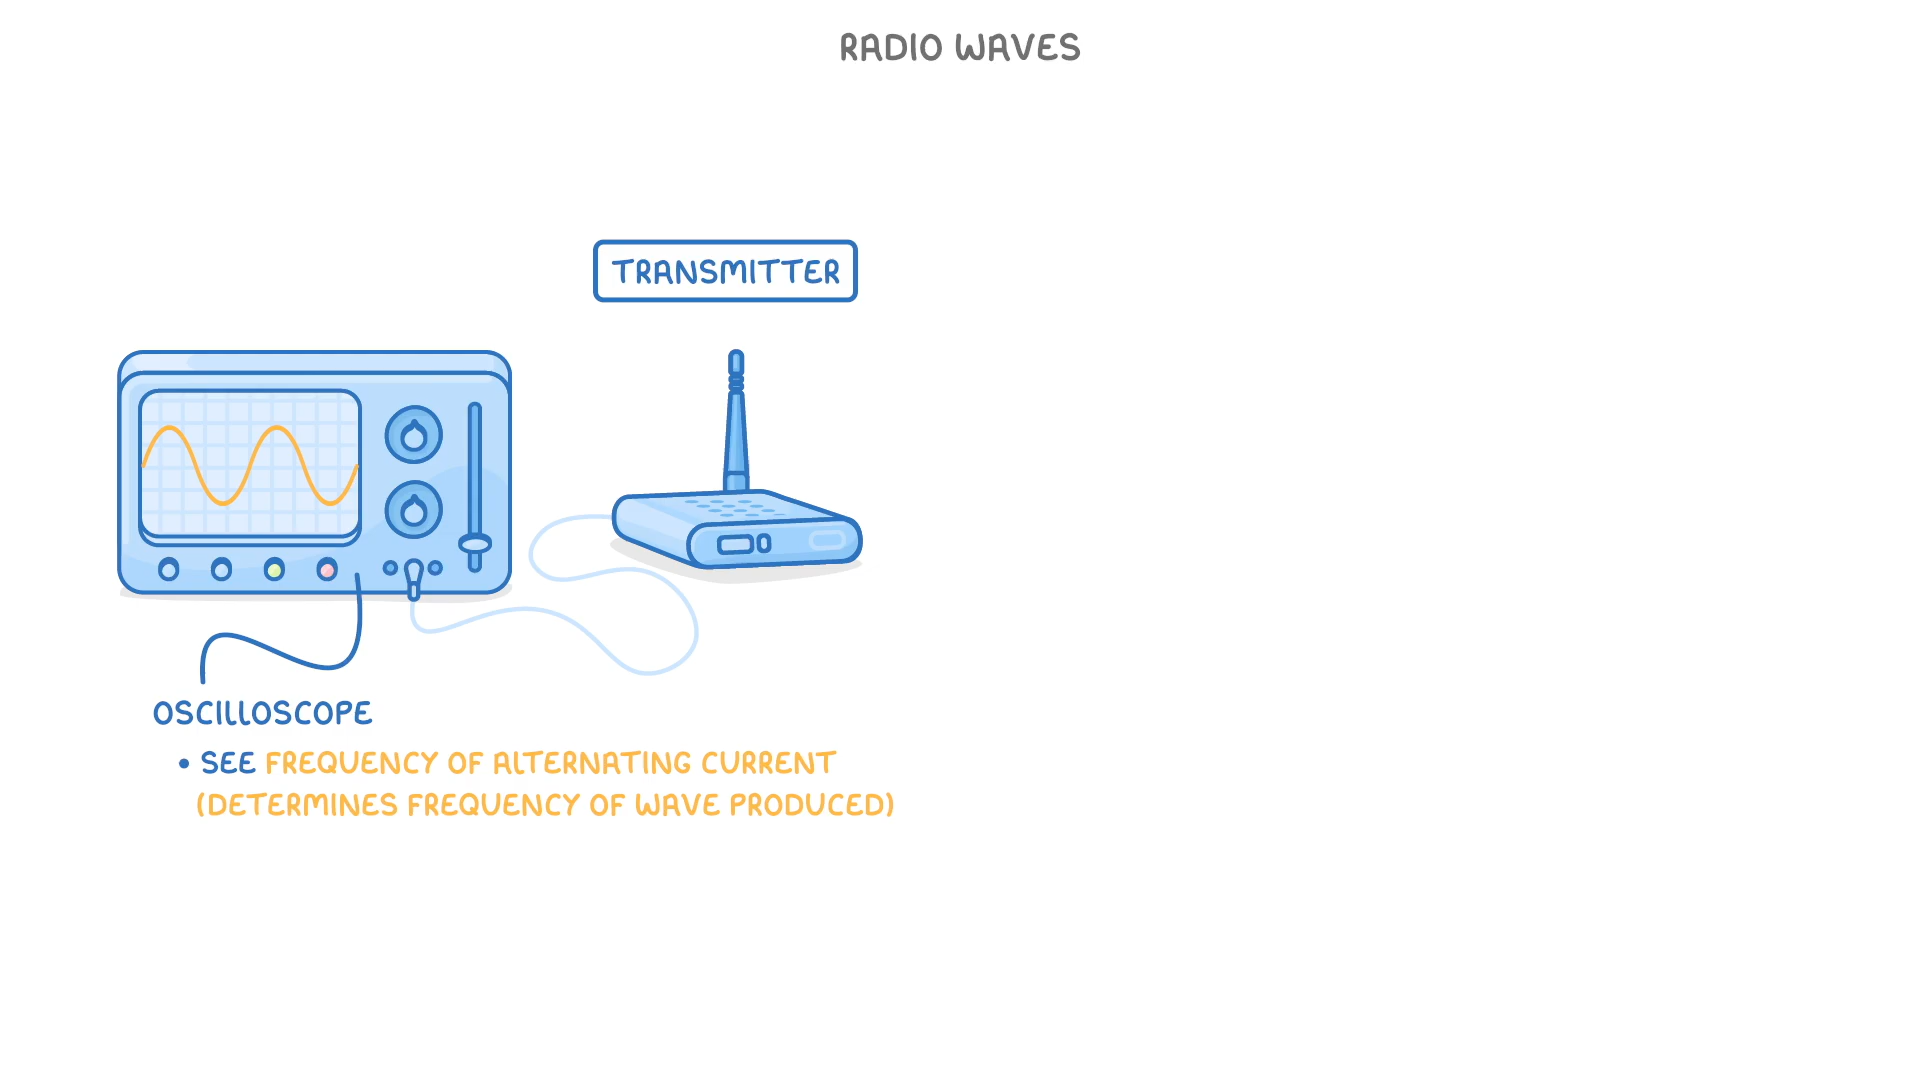 RADIO WAVES
TRANSMITTER
OSCILLOSCOPE
• SEE FREQUENCY OF ALTERNATING CURRENT
(DETERMINES FREQUENCY OF WAVE PRODUCED)